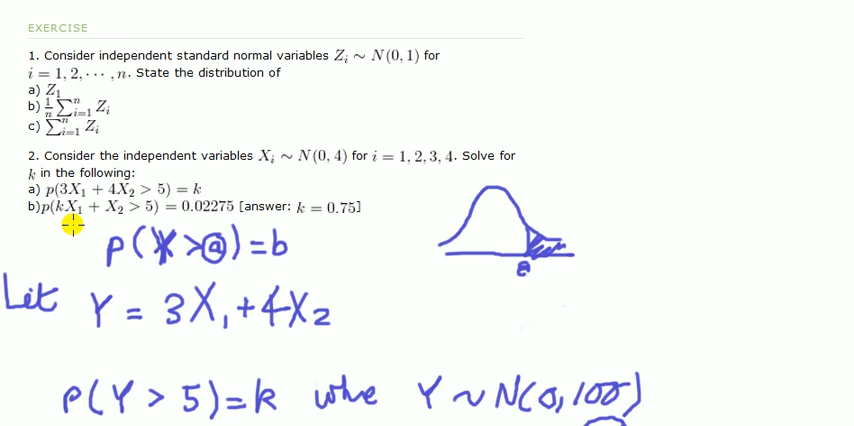 EXERCISE
1. Consider independent standard normal variables Z_i ∼ N(0, 1) for
i = 1, 2, ⋯ , n. State the distribution of
a) Z_1
b) \frac{1}{n} ∑_{i=1}^{n} Z_i
c) ∑_{i=1}^{n} Z_i
2. Consider the independent variables X_i ∼ N(0, 4) for i = 1, 2, 3, 4. Solve for
k in the following:
a) p(3X_1 + 4X_2 > 5) = k
b)p(kX_1 + X_2 > 5) = 0.02275 [answer: k = 0.75]
p(X > a) = b
a
Let Y = 3X_1 + 4X_2
p(Y > 5) = k whe Y ~ N(0, 100)